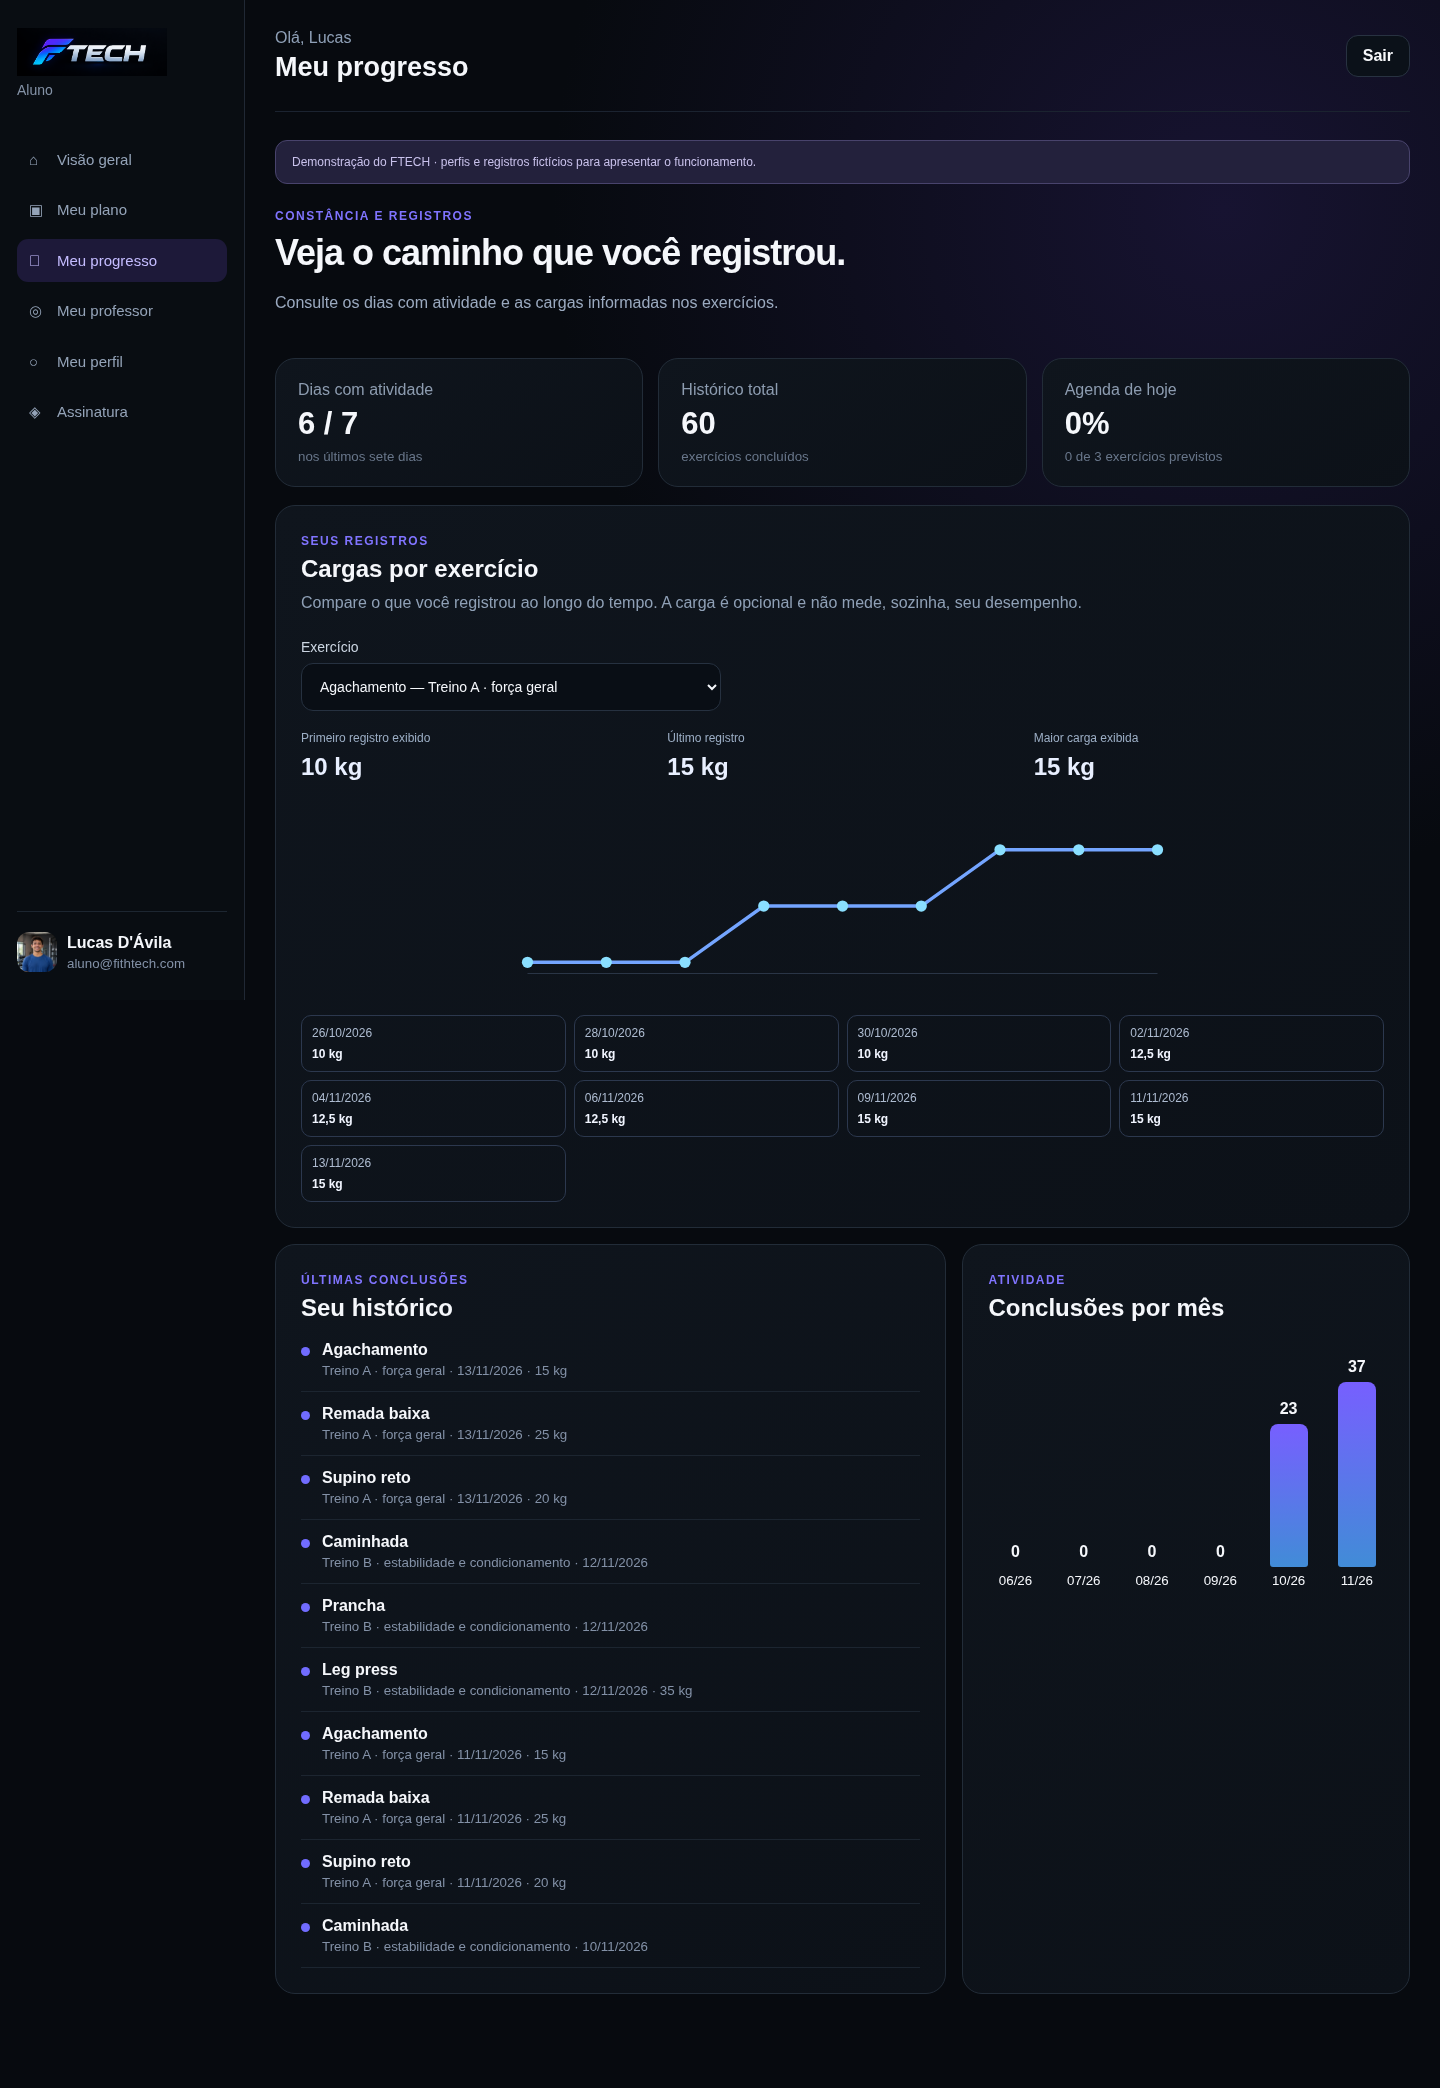 FTECH
Aluno
Visão geral
Meu plano
Meu progresso
Meu professor
Meu perfil
Assinatura
Lucas D'Ávila
aluno@fithtech.com
Olá, Lucas
Meu progresso
Sair
Demonstração do FTECH · perfis e registros fictícios para apresentar o funcionamento.
CONSTÂNCIA E REGISTROS
Veja o caminho que você registrou.
Consulte os dias com atividade e as cargas informadas nos exercícios.
Dias com atividade
6 / 7
nos últimos sete dias
Histórico total
60
exercícios concluídos
Agenda de hoje
0%
0 de 3 exercícios previstos
SEUS REGISTROS
Cargas por exercício
Compare o que você registrou ao longo do tempo. A carga é opcional e não mede, sozinha, seu desempenho.
Exercício
Agachamento — Treino A · força geral
Primeiro registro exibido
10 kg
Último registro
15 kg
Maior carga exibida
15 kg
26/10/2026
10 kg
28/10/2026
10 kg
30/10/2026
10 kg
02/11/2026
12,5 kg
04/11/2026
12,5 kg
06/11/2026
12,5 kg
09/11/2026
15 kg
11/11/2026
15 kg
13/11/2026
15 kg
ÚLTIMAS CONCLUSÕES
Seu histórico
Agachamento
Treino A · força geral · 13/11/2026 · 15 kg
Remada baixa
Treino A · força geral · 13/11/2026 · 25 kg
Supino reto
Treino A · força geral · 13/11/2026 · 20 kg
Caminhada
Treino B · estabilidade e condicionamento · 12/11/2026
Prancha
Treino B · estabilidade e condicionamento · 12/11/2026
Leg press
Treino B · estabilidade e condicionamento · 12/11/2026 · 35 kg
Agachamento
Treino A · força geral · 11/11/2026 · 15 kg
Remada baixa
Treino A · força geral · 11/11/2026 · 25 kg
Supino reto
Treino A · força geral · 11/11/2026 · 20 kg
Caminhada
Treino B · estabilidade e condicionamento · 10/11/2026
ATIVIDADE
Conclusões por mês
0
06/26
0
07/26
0
08/26
0
09/26
23
10/26
37
11/26